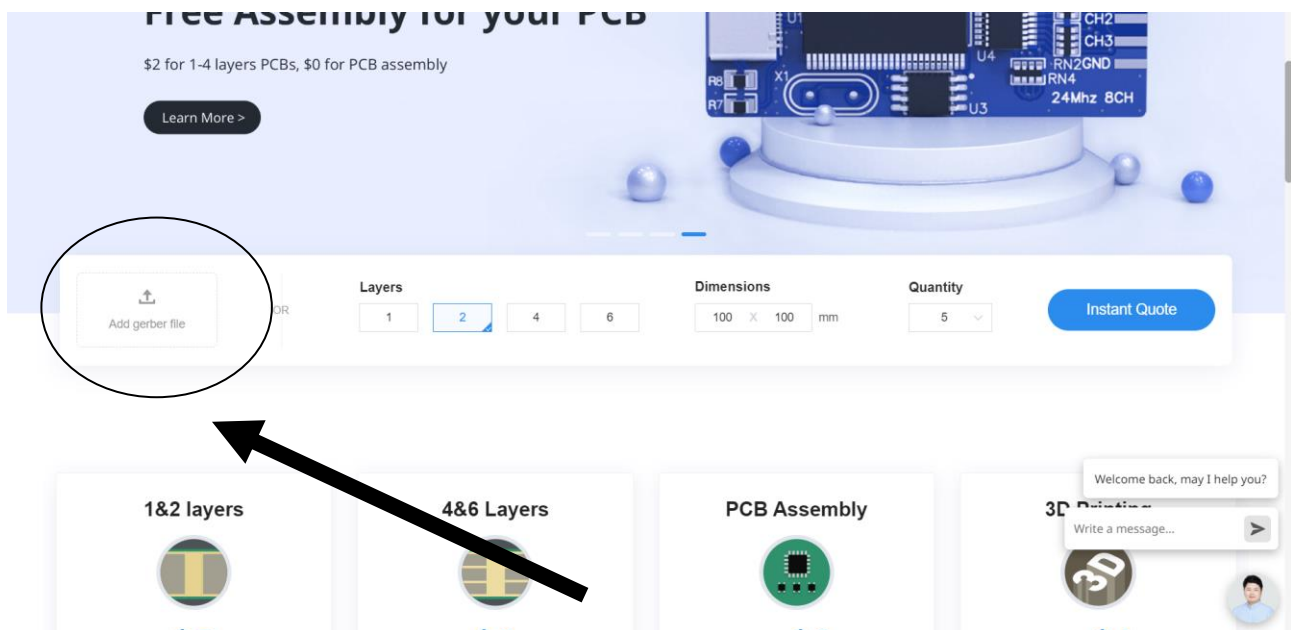 Free Assembly for your PCB
$2 for 1-4 layers PCBs, $0 for PCB assembly
Learn More >
U1
U4
CH2
CH3
RN2GND
RN4
R8
X1
R7
U3
24Mhz 8CH
Add gerber file
OR
Layers
1 2 4 6
Dimensions
100 X 100 mm
Quantity
5
Instant Quote
Welcome back, may I help you?
Write a message...
1&2 layers
4&6 Layers
PCB Assembly
3D Printing
3D